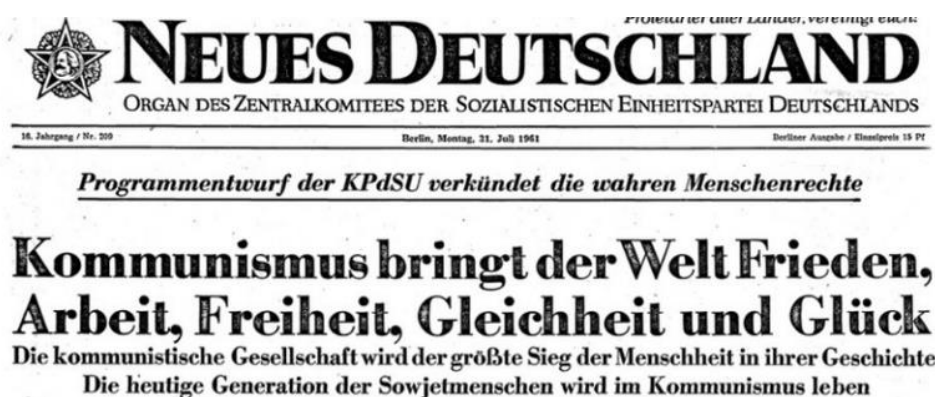 Proletarier aller Länder, vereinigt euch!
NEUES DEUTSCHLAND
ORGAN DES ZENTRALKOMITEES DER SOZIALISTISCHEN EINHEITSPARTEI DEUTSCHLANDS
16. Jahrgang / Nr. 209 Berlin, Montag, 31. Juli 1961 Berliner Ausgabe / Einzelpreis 15 Pf
Programmentwurf der KPdSU verkündet die wahren Menschenrechte
Kommunismus bringt der Welt Frieden,
Arbeit, Freiheit, Gleichheit und Glück
Die kommunistische Gesellschaft wird der größte Sieg der Menschheit in ihrer Geschichte
Die heutige Generation der Sowjetmenschen wird im Kommunismus leben